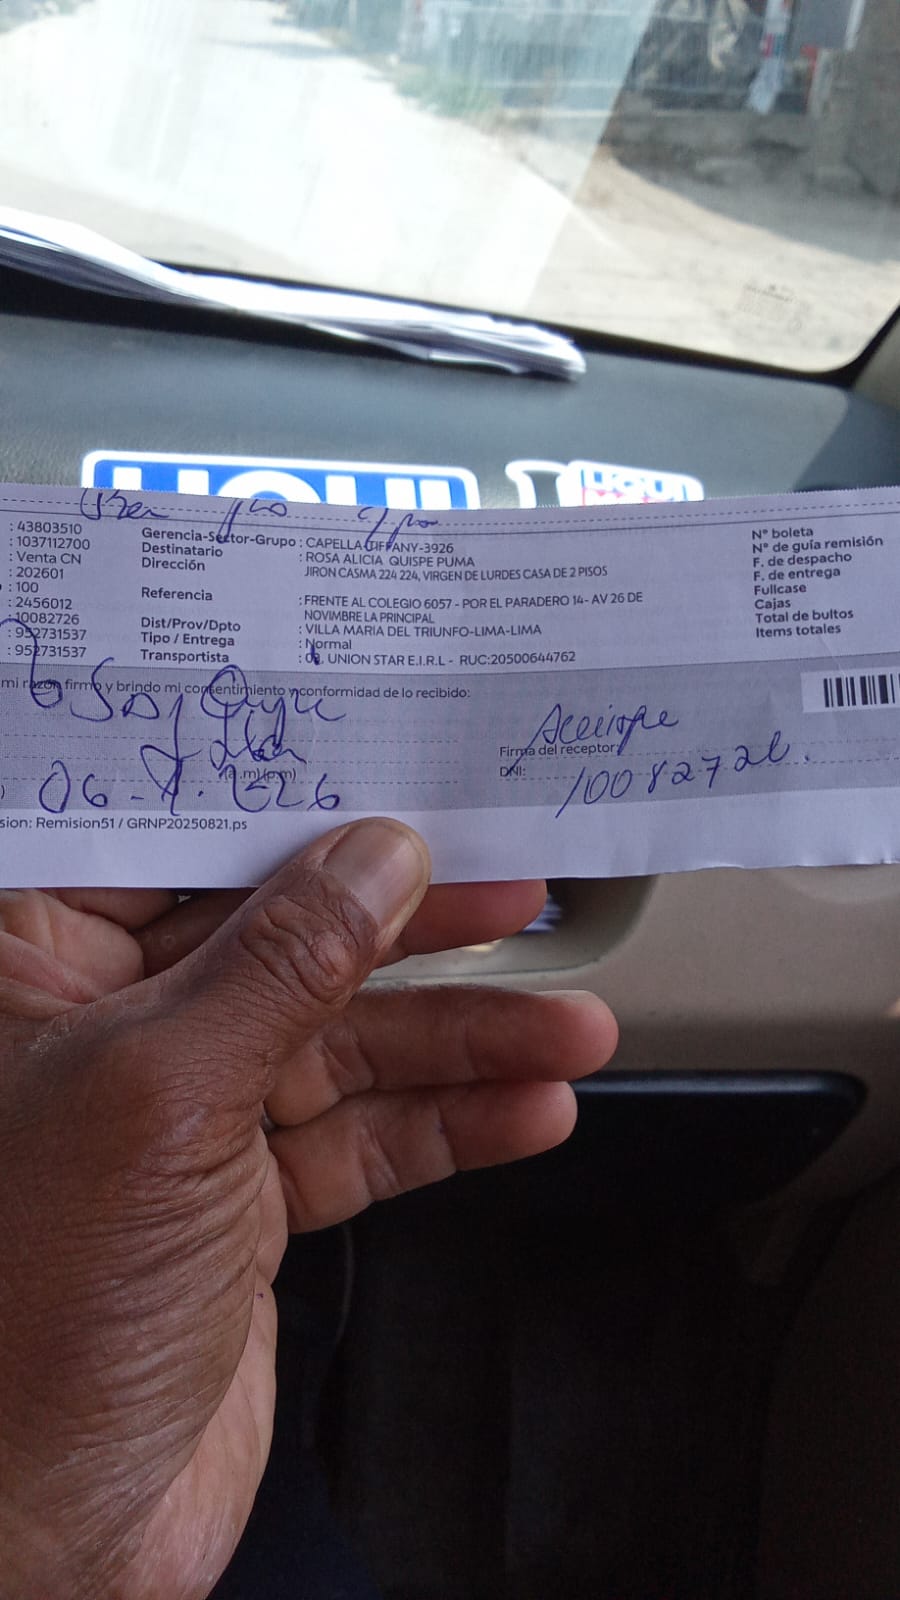 : 43803510
: 1037112700
: Venta CN
: 202601
: 100
: 2456012
: 10082726
: 952731537
: 952731537
Gerencia-Sector-Grupo : CAPELLA TIFFANY-3926
Destinatario : ROSA ALICIA QUISPE PUMA
Dirección JIRON CASMA 224 224, VIRGEN DE LURDES CASA DE 2 PISOS
Referencia : FRENTE AL COLEGIO 6057 - POR EL PARADERO 14- AV 26 DE
NOVIMBRE LA PRINCIPAL
Dist/Prov/Dpto : VILLA MARIA DEL TRIUNFO-LIMA-LIMA
Tipo / Entrega : Normal
Transportista UNION STAR E.I.R.L - RUC:20500644762
N° boleta
N° de guía remisión
F. de despacho
F. de entrega
Fullcase
Cajas
Total de bultos
Items totales
mi razón firmo y brindo mi consentimiento y conformidad de lo recibido:
Firma del receptor:
DNI: 10082726.
(a.m)(p.m)
06
sion: Remision51 / GRNP20250821.ps